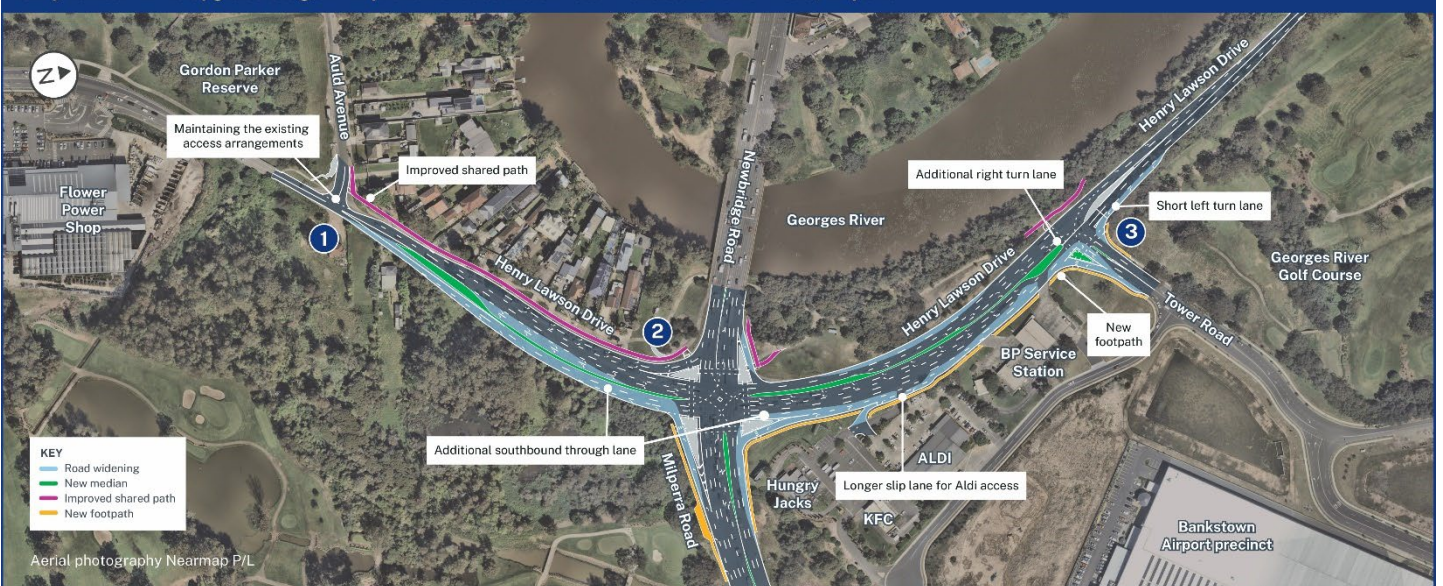 N
Gordon Parker
Reserve
Auld Avenue
Maintaining the existing
access arrangements
Improved shared path
Flower
Power
Shop
1
Henry Lawson Drive
2
Newbridge Road
Georges River
Additional right turn lane
Henry Lawson Drive
Short left turn lane
3
Henry Lawson Drive
Georges River
Golf Course
Tower Road
New
footpath
BP Service
Station
Additional southbound through lane
Longer slip lane for Aldi access
ALDI
Hungry
Jacks
KFC
Milperra Road
Bankstown
Airport precinct
KEY
Road widening
New median
Improved shared path
New footpath
Aerial photography Nearmap P/L